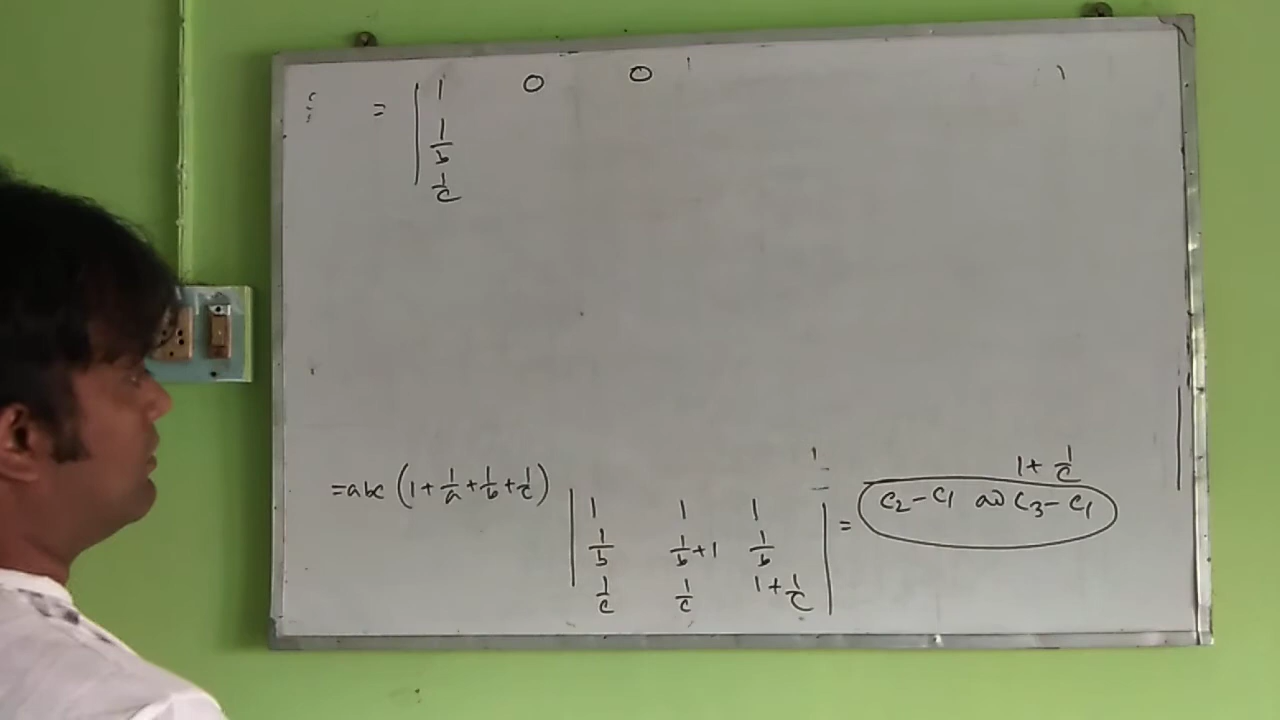 = | 1 0 0
1/b
1/c
1 + 1/c
= abc (1 + 1/a + 1/b + 1/c) | 1 1 1 | = C2 - C1 C3 - C1
1/b 1/b + 1 1/b
1/c 1/c 1 + 1/c